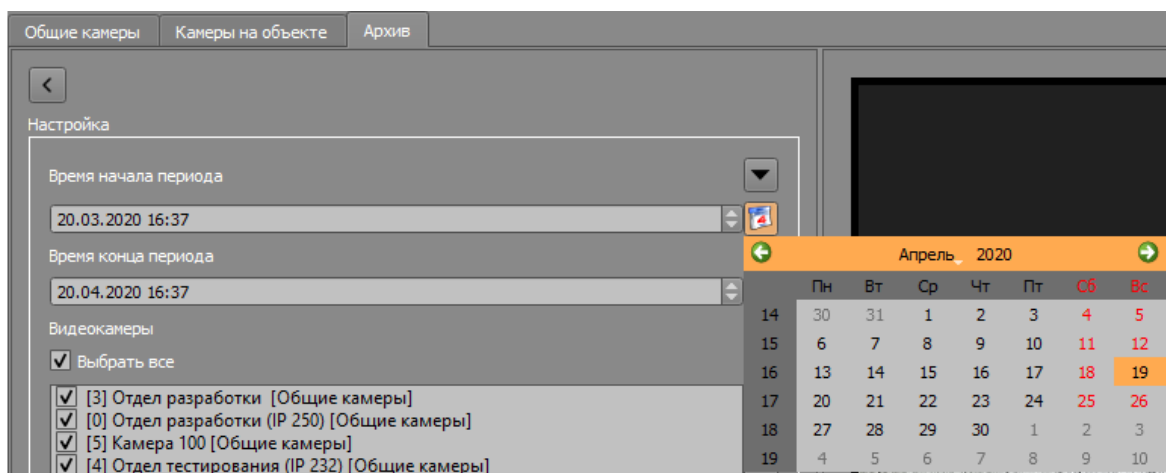 Общие камеры Камеры на объекте Архив
Настройка
Время начала периода
20.03.2020 16:37
Время конца периода
20.04.2020 16:37
Видеокамеры
Выбрать все
[3] Отдел разработки [Общие камеры]
[0] Отдел разработки (IP 250) [Общие камеры]
[5] Камера 100 [Общие камеры]
[4] Отдел тестирования (IP 232) [Общие камеры]
Апрель 2020
Пн Вт Ср Чт Пт Сб Вс
14 30 31 1 2 3 4 5
15 6 7 8 9 10 11 12
16 13 14 15 16 17 18 19
17 20 21 22 23 24 25 26
18 27 28 29 30 1 2 3
19 4 5 6 7 8 9 10